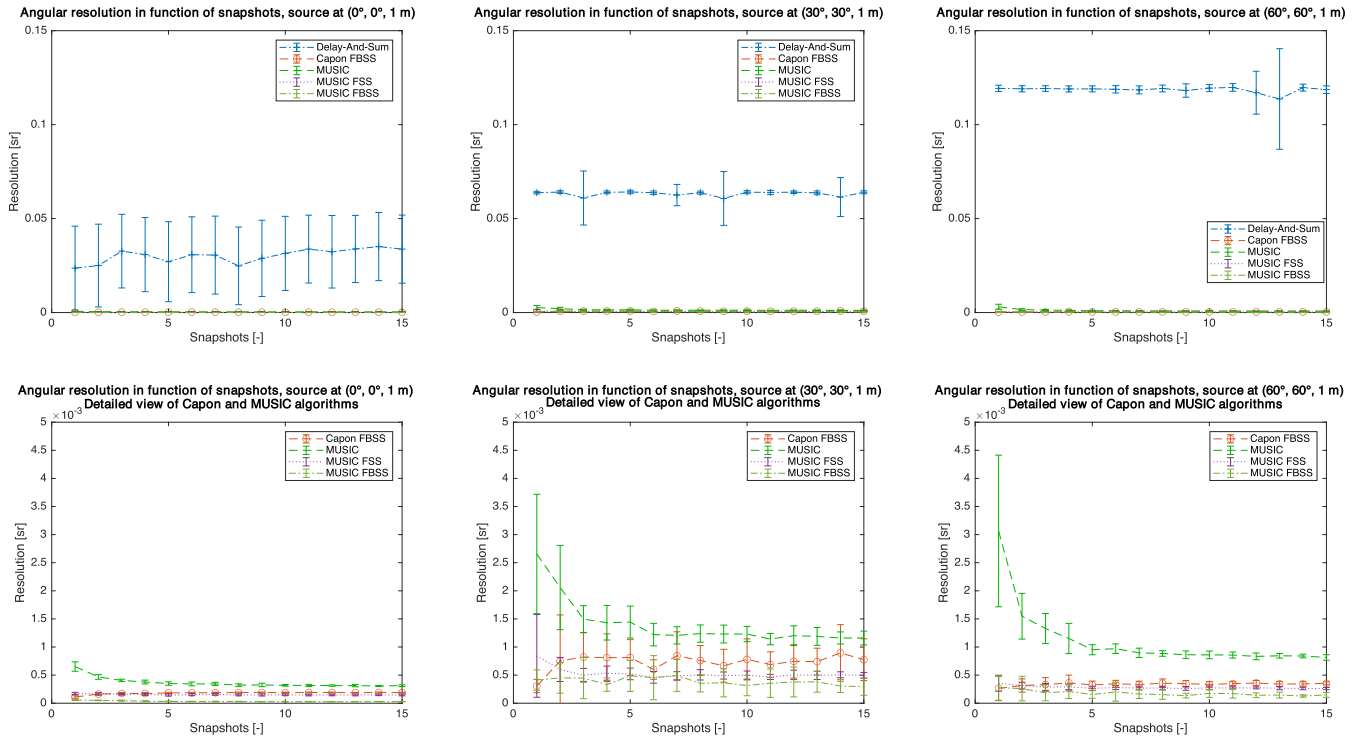 Angular resolution in function of snapshots, source at (0°, 0°, 1 m)
0.15
0.1
0.05
0
5
10
15
Resolution [sr]
Snapshots [-]
Delay-And-Sum
Capon FBSS
MUSIC
MUSIC FSS
MUSIC FBSS
Angular resolution in function of snapshots, source at (30°, 30°, 1 m)
0.15
0.1
0.05
0
0
5
10
15
Resolution [sr]
Snapshots [-]
Delay-And-Sum
Capon FBSS
MUSIC
MUSIC FSS
MUSIC FBSS
Angular resolution in function of snapshots, source at (60°, 60°, 1 m)
0.15
0.1
0.05
0
0
5
10
15
Resolution [sr]
Snapshots [-]
Delay-And-Sum
Capon FBSS
MUSIC
MUSIC FSS
MUSIC FBSS
Angular resolution in function of snapshots, source at (0°, 0°, 1 m)
Detailed view of Capon and MUSIC algorithms
× 10-3
5
4.5
4
3.5
3
2.5
2
1.5
1
0.5
0
0
5
10
15
Resolution [sr]
Snapshots [-]
Capon FBSS
MUSIC
MUSIC FSS
MUSIC FBSS
Angular resolution in function of snapshots, source at (30°, 30°, 1 m)
Detailed view of Capon and MUSIC algorithms
× 10-3
5
4.5
4
3.5
3
2.5
2
1.5
1
0.5
0
0
5
10
15
Resolution [sr]
Snapshots [-]
Capon FBSS
MUSIC
MUSIC FSS
MUSIC FBSS
Angular resolution in function of snapshots, source at (60°, 60°, 1 m)
Detailed view of Capon and MUSIC algorithms
× 10-3
5
4.5
4
3.5
3
2.5
2
1.5
1
0.5
0
0
5
10
15
Resolution [sr]
Snapshots [-]
Capon FBSS
MUSIC
MUSIC FSS
MUSIC FBSS